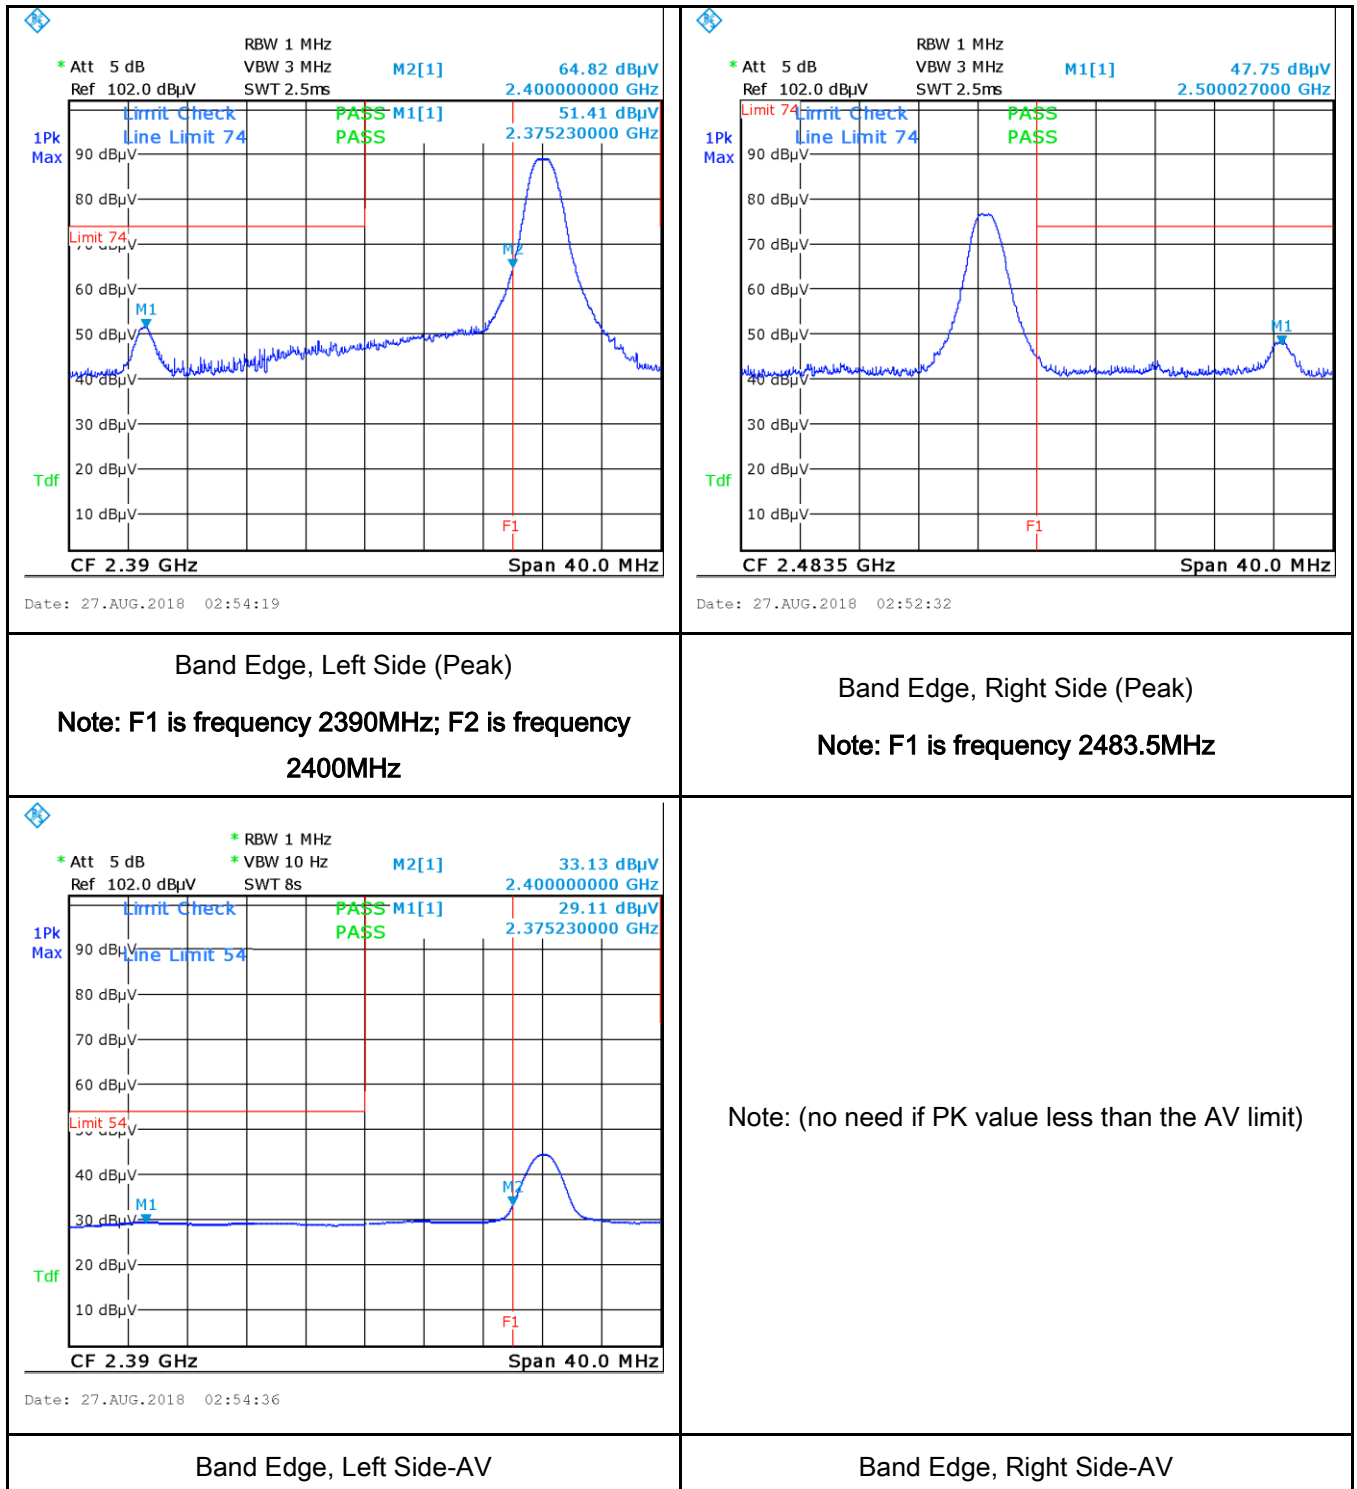 RBW 1 MHz
* Att 5 dB VBW 3 MHz M2[1] 64.82 dBµV
Ref 102.0 dBµV SWT 2.5ms 2.400000000 GHz
Limit Check PASS M1[1] 51.41 dBµV
1Pk Line Limit 74 PASS 2.375230000 GHz
Max 90 dBµV
80 dBµV
Limit 74
70 dBµV
M2
60 dBµV
M1
50 dBµV
40 dBµV
30 dBµV
Tdf 20 dBµV
10 dBµV
F1
CF 2.39 GHz Span 40.0 MHz
Date: 27.AUG.2018 02:54:19
RBW 1 MHz
* Att 5 dB VBW 3 MHz M1[1] 47.75 dBµV
Ref 102.0 dBµV SWT 2.5ms 2.500027000 GHz
Limit 74 Limit Check PASS
1Pk Line Limit 74 PASS
Max 90 dBµV
80 dBµV
70 dBµV
60 dBµV
50 dBµV
M1
40 dBµV
30 dBµV
Tdf 20 dBµV
10 dBµV
F1
CF 2.4835 GHz Span 40.0 MHz
Date: 27.AUG.2018 02:52:32
Band Edge, Left Side (Peak)
Note: F1 is frequency 2390MHz; F2 is frequency
2400MHz
Band Edge, Right Side (Peak)
Note: F1 is frequency 2483.5MHz
* RBW 1 MHz
* Att 5 dB * VBW 10 Hz M2[1] 33.13 dBµV
Ref 102.0 dBµV SWT 8s 2.400000000 GHz
Limit Check PASS M1[1] 29.11 dBµV
1Pk PASS 2.375230000 GHz
Max 90 dBµV Line Limit 54
80 dBµV
70 dBµV
60 dBµV
Limit 54
50 dBµV
40 dBµV
M2
M1
30 dBµV
Tdf 20 dBµV
10 dBµV
F1
CF 2.39 GHz Span 40.0 MHz
Date: 27.AUG.2018 02:54:36
Note: (no need if PK value less than the AV limit)
Band Edge, Left Side-AV
Band Edge, Right Side-AV